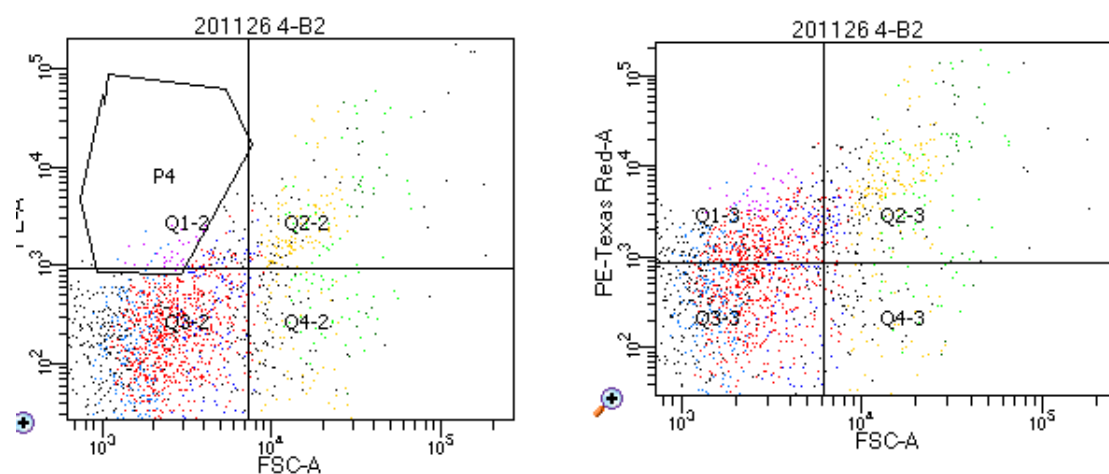 201126 4-B2
10^5
10^4
10^3
10^2
P4
Q1-2
Q2-2
Q3-2
Q4-2
10^3
10^4
10^5
FSC-A
201126 4-B2
PE-Texas Red-A
10^5
10^4
10^3
10^2
Q1-3
Q2-3
Q3-3
Q4-3
10^3
10^4
10^5
FSC-A